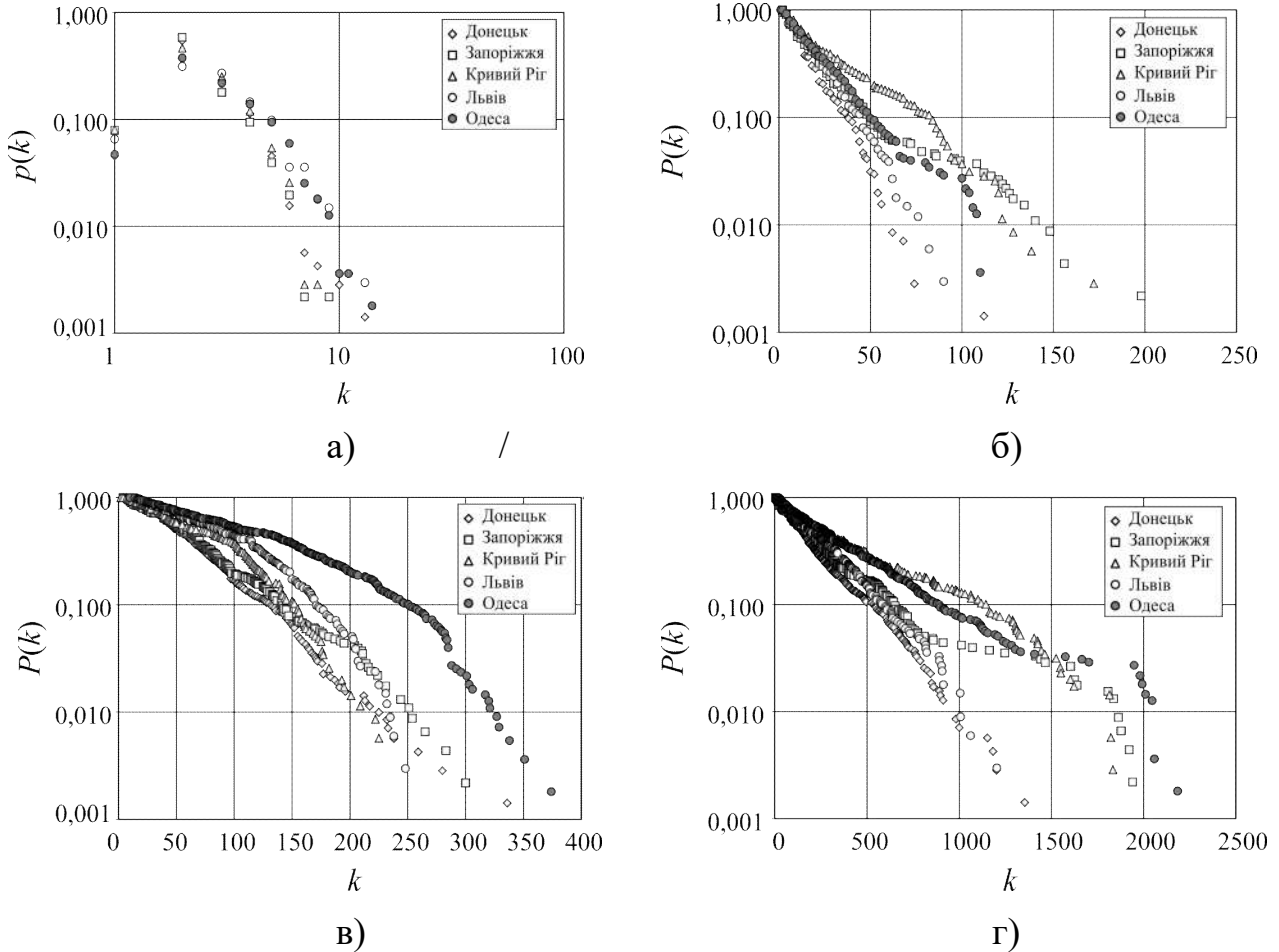 1,000
0,100
0,010
0,001
p(k)
1
10
100
k
Донецьк
Запоріжжя
Кривий Ріг
Львів
Одеса
а) /
1,000
0,100
0,010
0,001
P(k)
0
50
100
150
200
250
k
Донецьк
Запоріжжя
Кривий Ріг
Львів
Одеса
б)
1,000
0,100
0,010
0,001
P(k)
0
50
100
150
200
250
300
350
400
k
Донецьк
Запоріжжя
Кривий Ріг
Львів
Одеса
в)
1,000
0,100
0,010
0,001
P(k)
0
500
1000
1500
2000
2500
k
Донецьк
Запоріжжя
Кривий Ріг
Львів
Одеса
г)